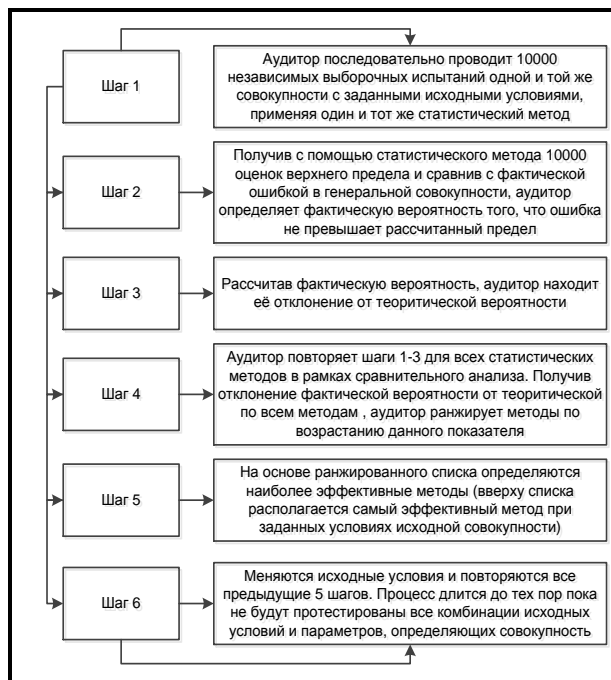 Шаг 1
Аудитор последовательно проводит 10000
независимых выборочных испытаний одной и той же
совокупности с заданными исходными условиями,
применяя один и тот же статистический метод
Шаг 2
Получив с помощью статистического метода 10000
оценок верхнего предела и сравнив с фактической
ошибкой в генеральной совокупности, аудитор
определяет фактическую вероятность того, что ошибка
не превышает рассчитанный предел
Шаг 3
Рассчитав фактическую вероятность, аудитор находит
её отклонение от теоритической вероятности
Шаг 4
Аудитор повторяет шаги 1-3 для всех статистических
методов в рамках сравнительного анализа. Получив
отклонение фактической вероятности от теоритической
по всем методам , аудитор ранжирует методы по
возрастанию данного показателя
Шаг 5
На основе ранжированного списка определяются
наиболее эффективные методы (вверху списка
располагается самый эффективный метод при
заданных условиях исходной совокупности)
Шаг 6
Меняются исходные условия и повторяются все
предыдущие 5 шагов. Процесс длится до тех пор пока
не будут протестированы все комбинации исходных
условий и параметров, определяющих совокупность